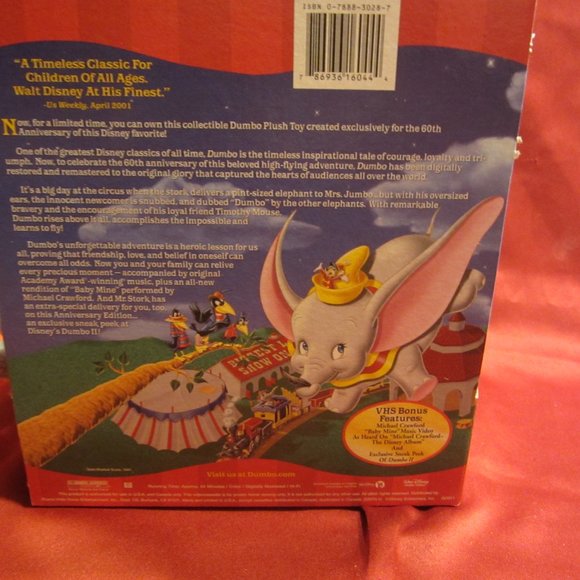 ISBN 0-7888-3028-7
7 86936 16044 4
“A Timeless Classic For
Children Of All Ages.
Walt Disney At His Finest.”
-Us Weekly, April 2001
Now, for a limited time, you can own this collectible Dumbo Plush Toy created exclusively for the 60th
Anniversary of this Disney favorite!
One of the greatest Disney classics of all time, Dumbo is the timeless inspirational tale of courage, loyalty and tri-
umph. Now, to celebrate the 60th anniversary of this beloved high-flying adventure, Dumbo has been digitally
restored and remastered to the original glory that captured the hearts of audiences all over the world.
It's a big day at the circus when the stork delivers a pint-sized elephant to Mrs. Jumbo, but with his oversized
ears, the innocent newcomer is snubbed, and dubbed “Dumbo” by the other elephants. With remarkable
bravery and the encouragement of his loyal friend Timothy Mouse,
Dumbo rises above it all, accomplishes the impossible and
learns to fly!
Dumbo's unforgettable adventure is a heroic lesson for us
all, proving that friendship, love, and belief in oneself can
overcome all odds. Now you and your family can relive
every precious moment — accompanied by original
Academy Award®-winning* music, plus an all-new
rendition of “Baby Mine” performed by
Michael Crawford. And Mr. Stork has
an extra-special delivery for you, too,
on this Anniversary Edition...
an exclusive sneak peek at
Disney's Dumbo II!
SHOW ON
VHS Bonus
Features:
Michael Crawford
“Baby Mine” Music Video
As Heard On “Michael Crawford-
The Disney Album”
And
Exclusive Sneak Peek
Of Dumbo II
Visit us at Dumbo.com